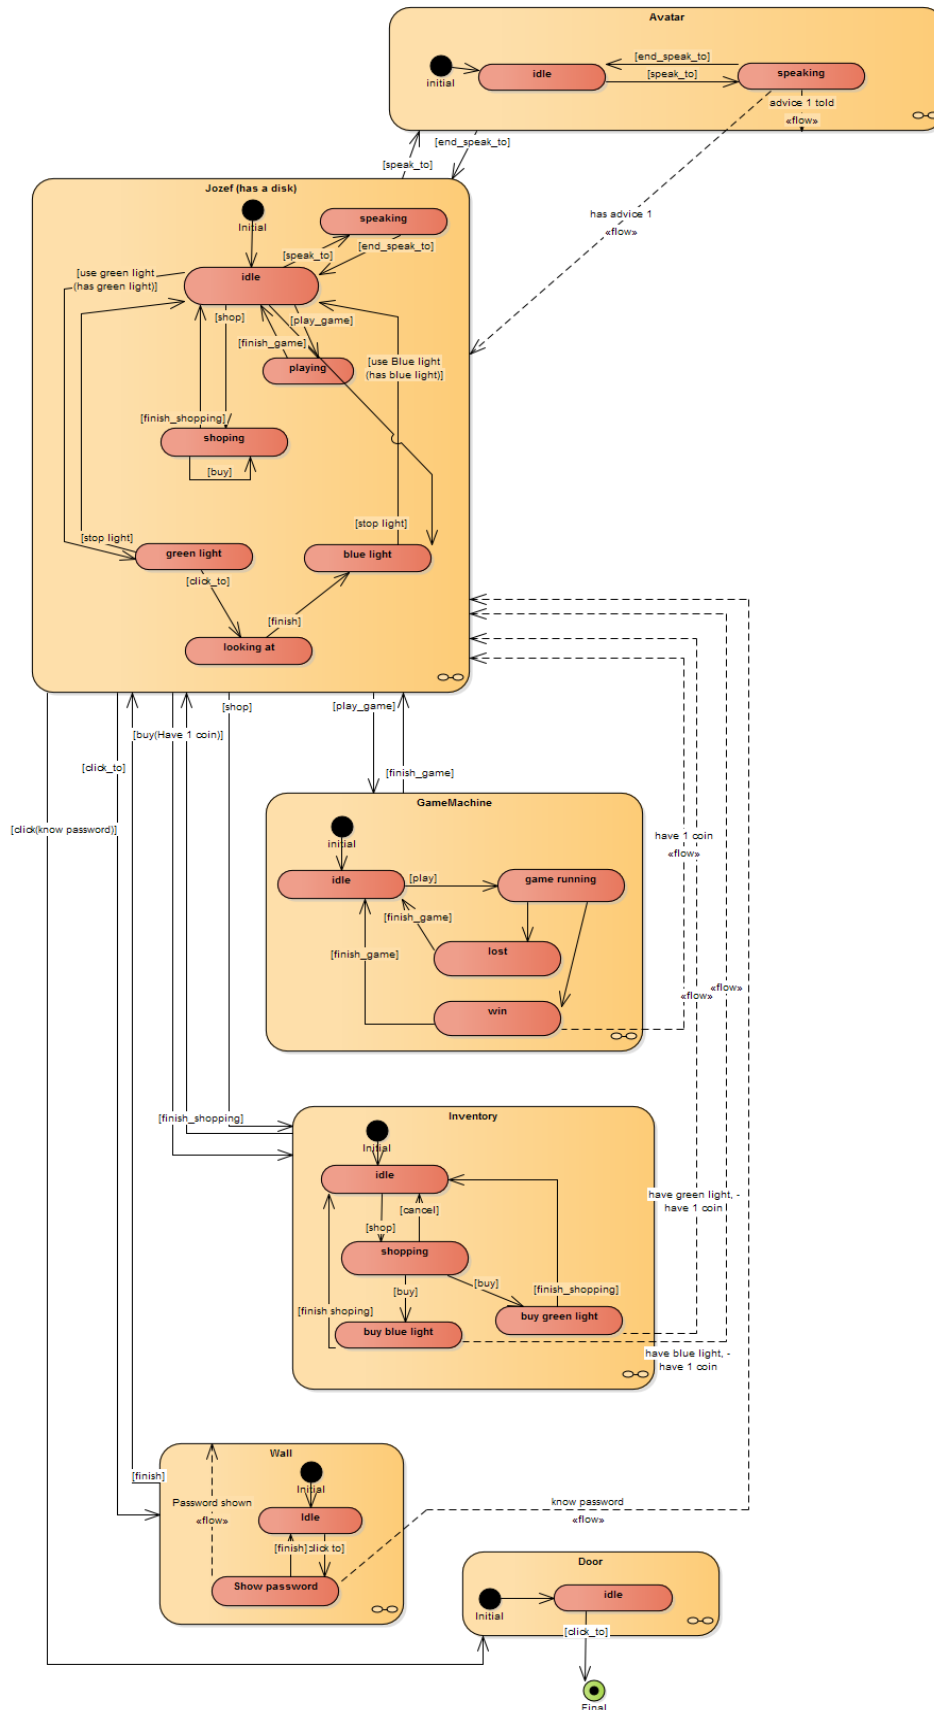 Avatar
initial
idle
[end_speak_to]
[speak_to]
speaking
advice 1 told
«flow»
[end_speak_to]
[speak_to]
has advice 1
«flow»
Jozef (has a disk)
Initial
speaking
[speak_to]
[end_speak_to]
idle
[use green light
(has green light)]
[shop]
[play_game]
[finish_game]
playing
[use Blue light
(has blue light)]
[finish_shopping]
shoping
[buy]
[stop light]
green light
[stop light]
blue light
[click_to]
[finish]
looking at
[shop]
[play_game]
[buy(Have 1 coin)]
[click_to]
[finish_game]
[click(know password)]
GameMachine
initial
idle
[play]
game running
[finish_game]
lost
[finish_game]
win
have 1 coin
«flow»
«flow»
«flow»
[finish_shopping]
Inventory
Initial
idle
[cancel]
[shop]
shopping
[buy]
[buy]
[finish_shopping]
[finish shoping]
buy green light
buy blue light
have green light, -
have 1 coin
have blue light, -
have 1 coin
Wall
[finish]
Initial
Password shown
«flow»
Idle
[finish]
click to]
Show password
know password
«flow»
Door
Initial
idle
[click_to]
Final